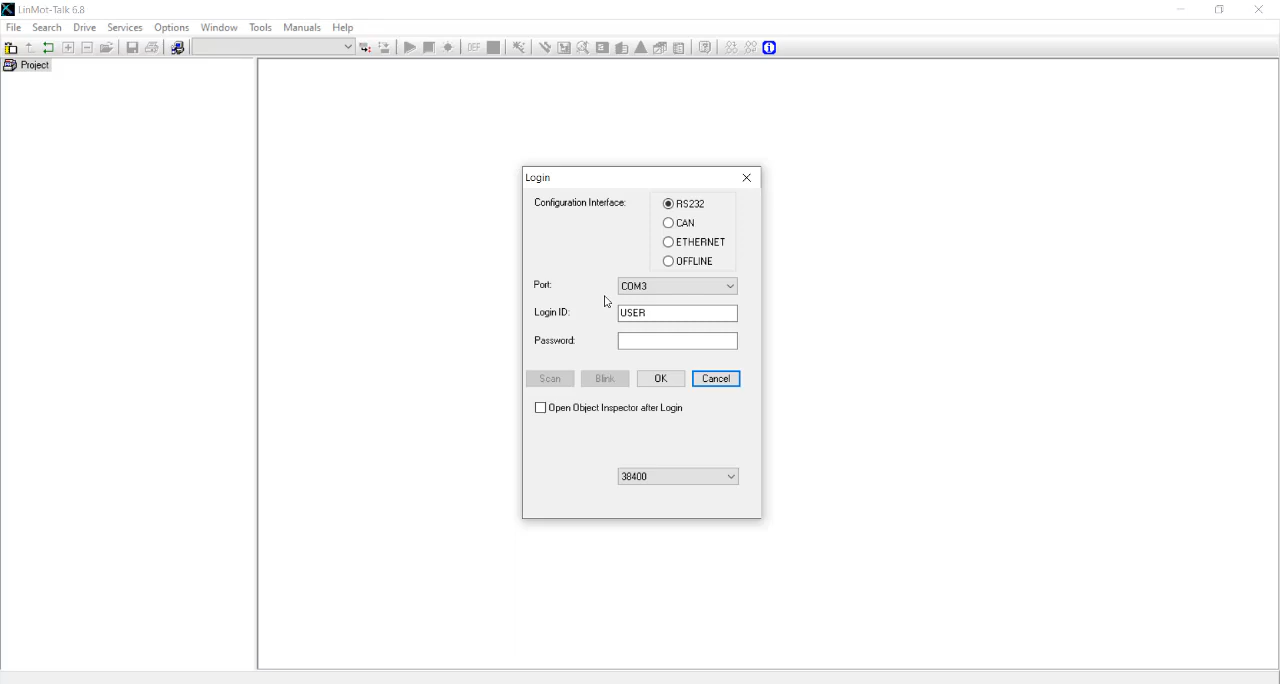 LinMot-Talk 6.8
File Search Drive Services Options Window Tools Manuals Help
DEF
Project
Login
Configuration Interface:
RS232
CAN
ETHERNET
OFFLINE
Port: COM3
Login ID: USER
Password:
Scan Blink OK Cancel
Open Object Inspector after Login
38400